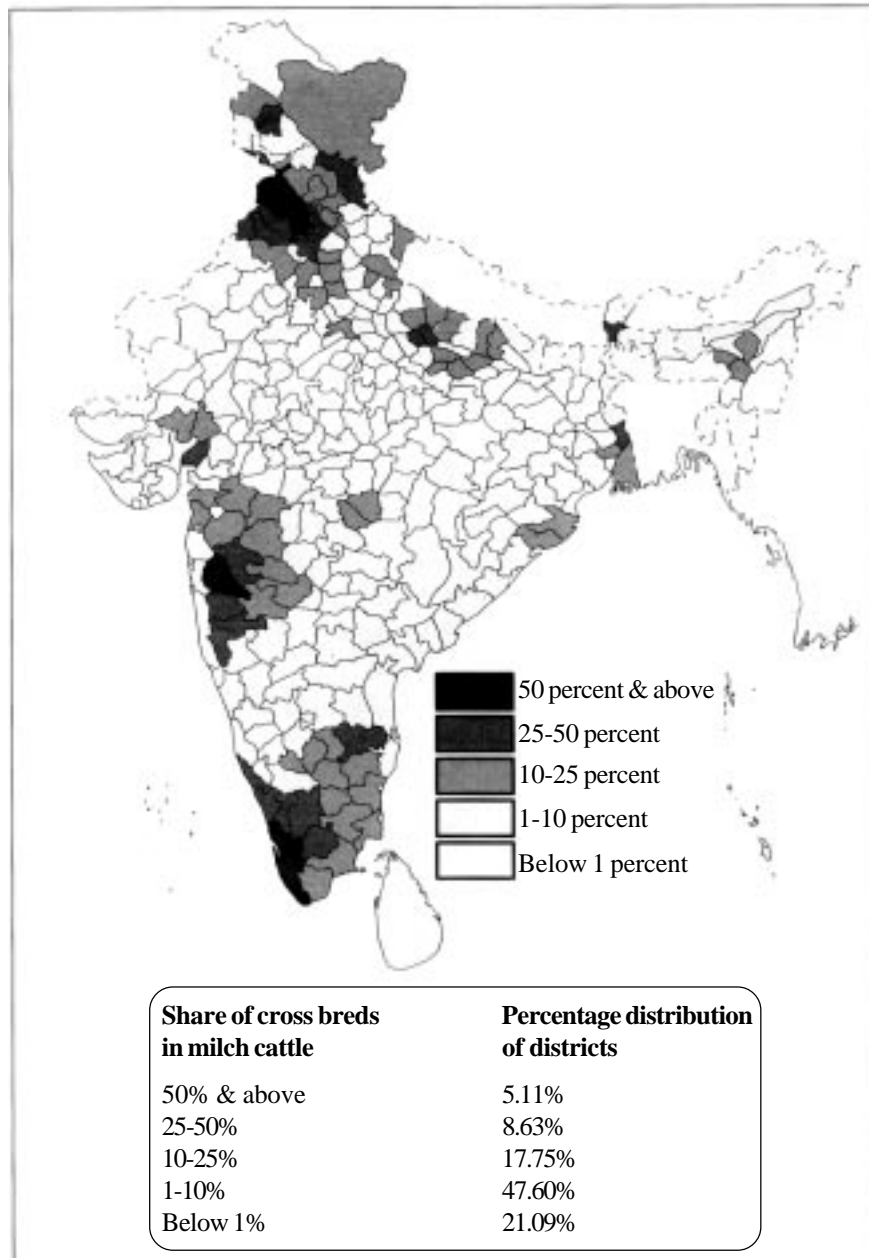 50 percent & above
25-50 percent
10-25 percent
1-10 percent
Below 1 percent
Share of cross breds in milch cattle
Percentage distribution of districts
50% & above 5.11%
25-50% 8.63%
10-25% 17.75%
1-10% 47.60%
Below 1% 21.09%